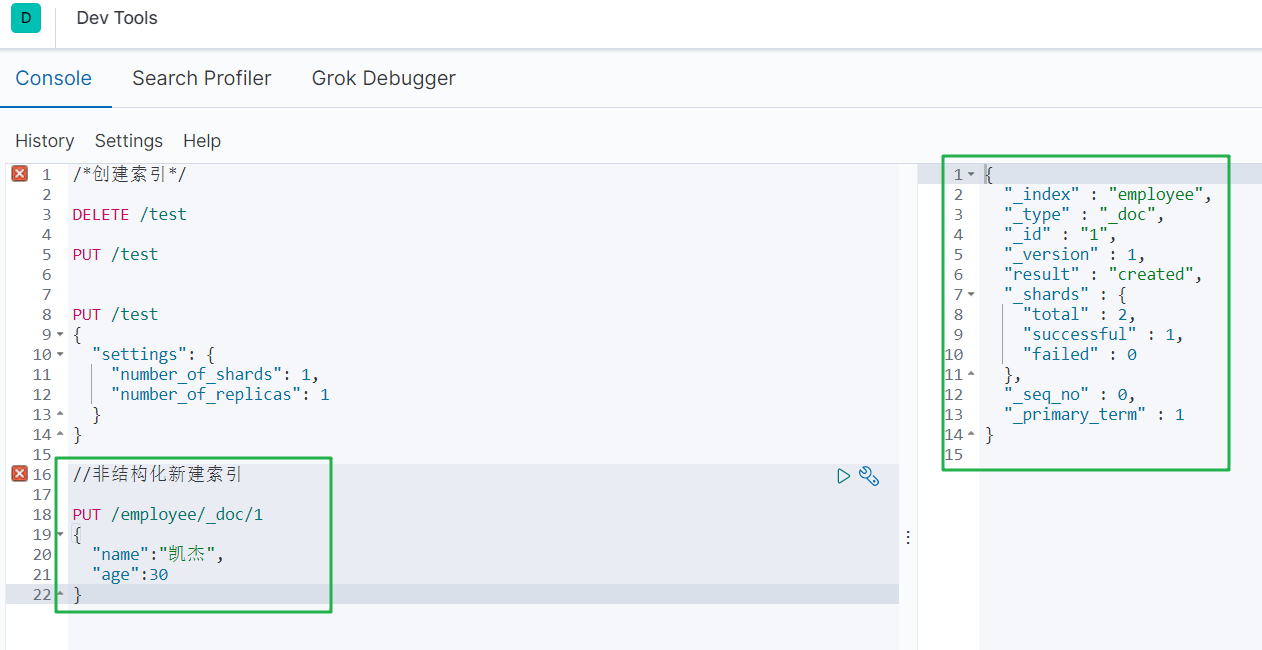 D Dev Tools
Console Search Profiler Grok Debugger
History Settings Help
1 /*创建索引*/
2
3 DELETE /test
4
5 PUT /test
6
7
8 PUT /test
9 {
10 "settings": {
11 "number_of_shards": 1,
12 "number_of_replicas": 1
13 }
14 }
15
16 //非结构化新建索引
17
18 PUT /employee/_doc/1
19 {
20 "name":"凯杰",
21 "age":30
22 }
1 {
2 "_index" : "employee",
3 "_type" : "_doc",
4 "_id" : "1",
5 "_version" : 1,
6 "result" : "created",
7 "_shards" : {
8 "total" : 2,
9 "successful" : 1,
10 "failed" : 0
11 },
12 "_seq_no" : 0,
13 "_primary_term" : 1
14 }
15